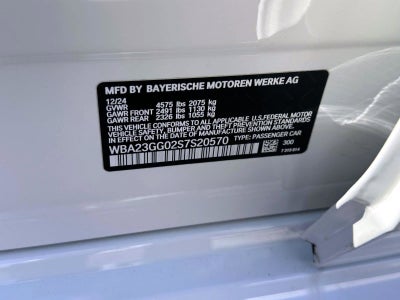 MFD BY BAYERISCHE MOTOREN WERKE AG
12/24
GVWR 4575 lbs 2075 kg
GAWR FRONT 2491 lbs 1130 kg
GAWR REAR 2326 lbs 1055 kg
THIS VEHICLE CONFORMS TO ALL APPLICABLE U.S. FEDERAL MOTOR
VEHICLE SAFETY, BUMPER, AND THEFT PREVENTION STANDARDS
IN EFFECT ON THE DATE OF MANUFACTURE SHOWN ABOVE.
WBA23GG02S7S20570 TYPE: PASSENGER CAR
300